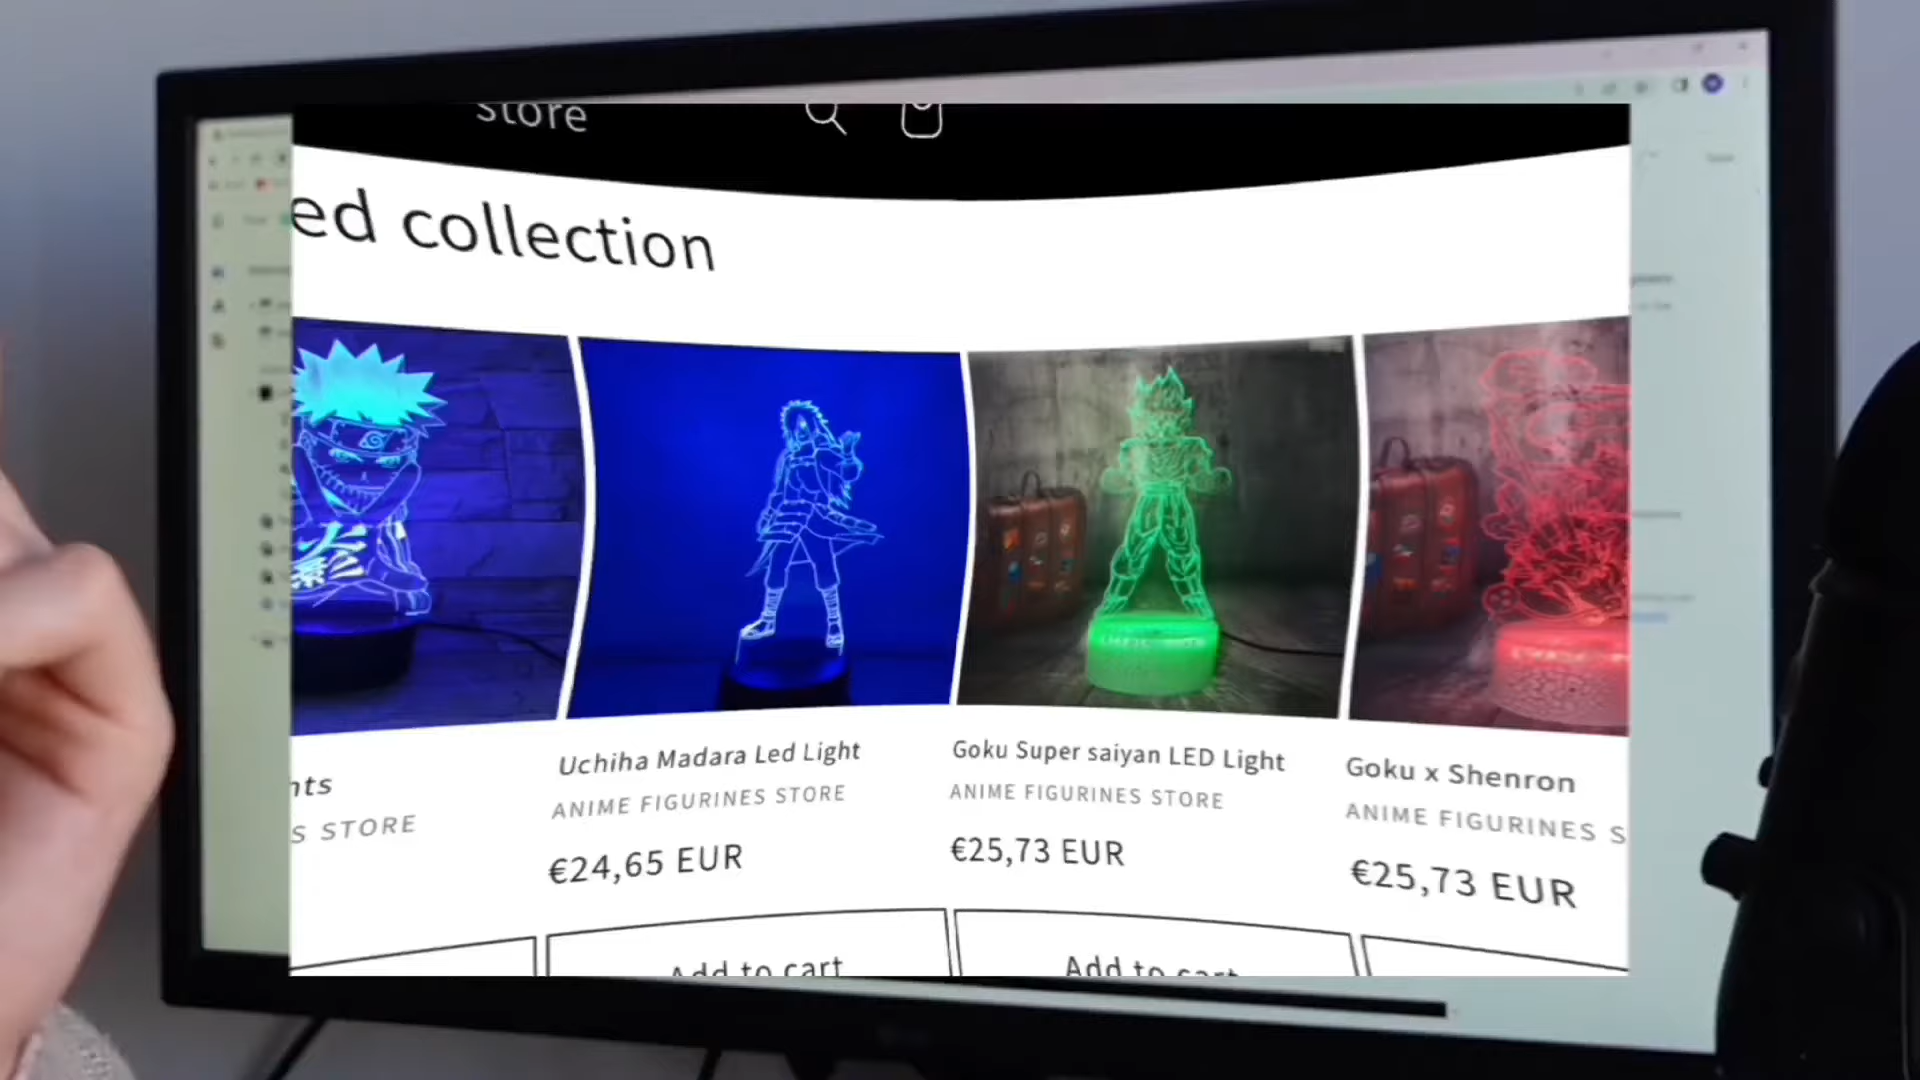 store
ed collection
nts
S STORE
Uchiha Madara Led Light
ANIME FIGURINES STORE
€24,65 EUR
Goku Super saiyan LED Light
ANIME FIGURINES STORE
€25,73 EUR
Goku x Shenron
ANIME FIGURINES S
€25,73 EUR
Add to cart
Add to cart